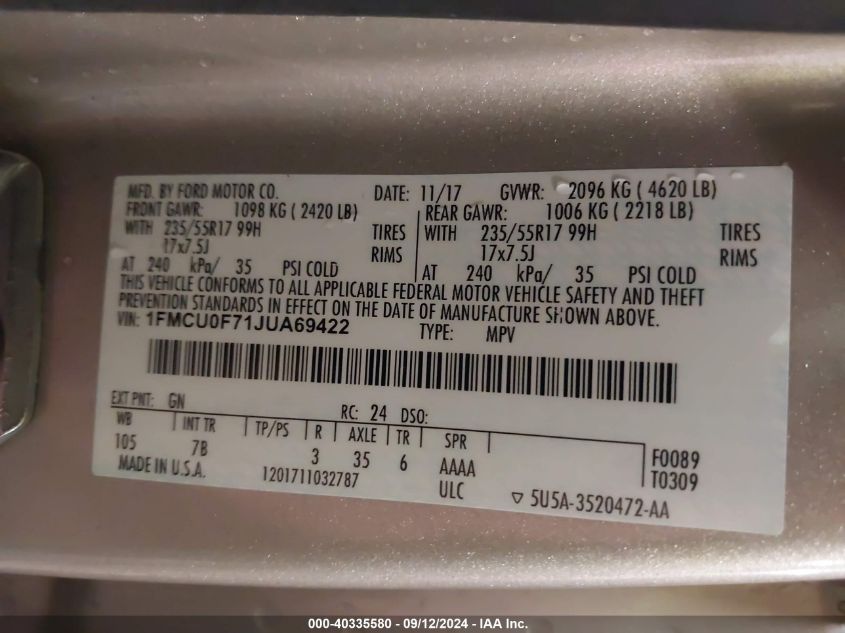 MFD. BY FORD MOTOR CO. DATE: 11/17 GVWR: 2096 KG ( 4620 LB)
FRONT GAWR: 1098 KG ( 2420 LB) REAR GAWR: 1006 KG ( 2218 LB)
WITH 235/55R17 99H TIRES WITH 235/55R17 99H TIRES
17x7.5J RIMS 17x7.5J RIMS
AT 240 kPa/ 35 PSI COLD AT 240 kPa/ 35 PSI COLD
THIS VEHICLE CONFORMS TO ALL APPLICABLE FEDERAL MOTOR VEHICLE SAFETY AND THEFT
PREVENTION STANDARDS IN EFFECT ON THE DATE OF MANUFACTURE SHOWN ABOVE.
VIN: 1FMCU0F71JUA69422 TYPE: MPV
EXT PNT: GN RC: 24 DSO:
WB INT TR TP/PS R AXLE TR SPR
105 7B 3 35 6 AAAA F0089
MADE IN U.S.A. 1201711032787 ULC T0309
5U5A-3520472-AA
000-40335580 - 09/12/2024 - IAA Inc.